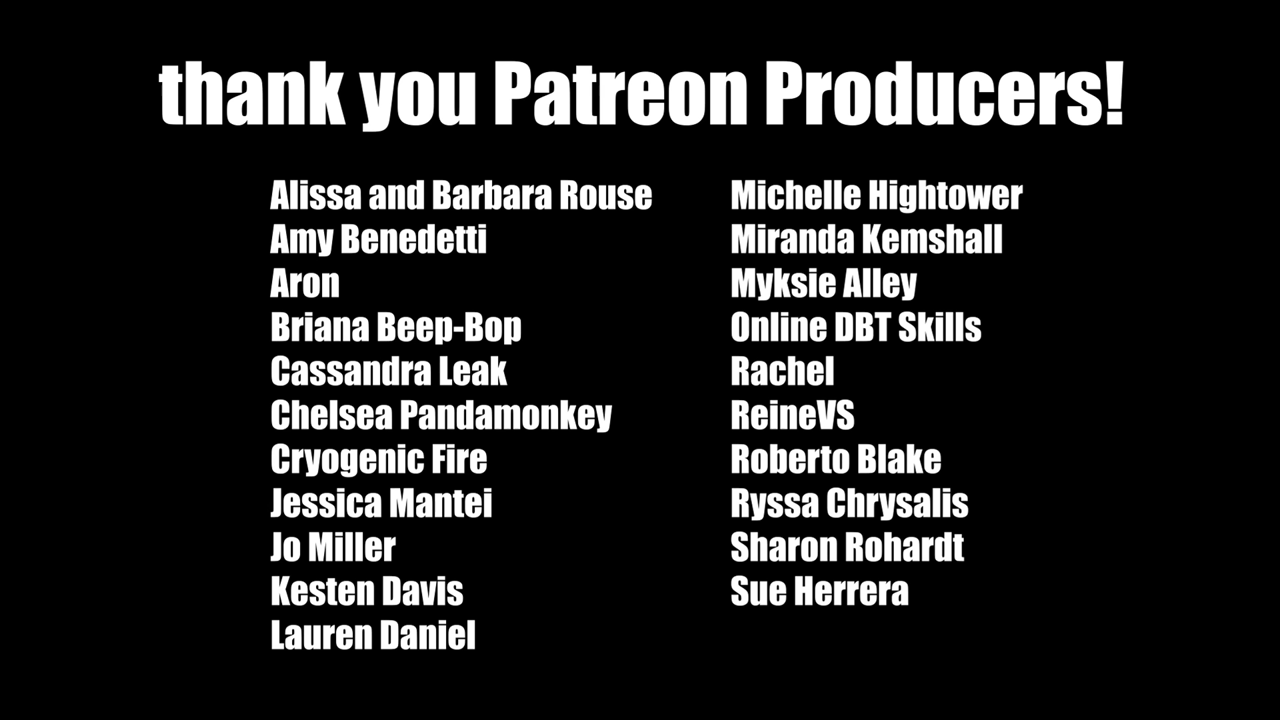 thank you Patreon Producers!
Alissa and Barbara Rouse
Amy Benedetti
Aron
Briana Beep-Bop
Cassandra Leak
Chelsea Pandamonkey
Cryogenic Fire
Jessica Mantei
Jo Miller
Kesten Davis
Lauren Daniel
Michelle Hightower
Miranda Kemshall
Myksie Alley
Online DBT Skills
Rachel
ReineVS
Roberto Blake
Ryssa Chrysalis
Sharon Rohardt
Sue Herrera